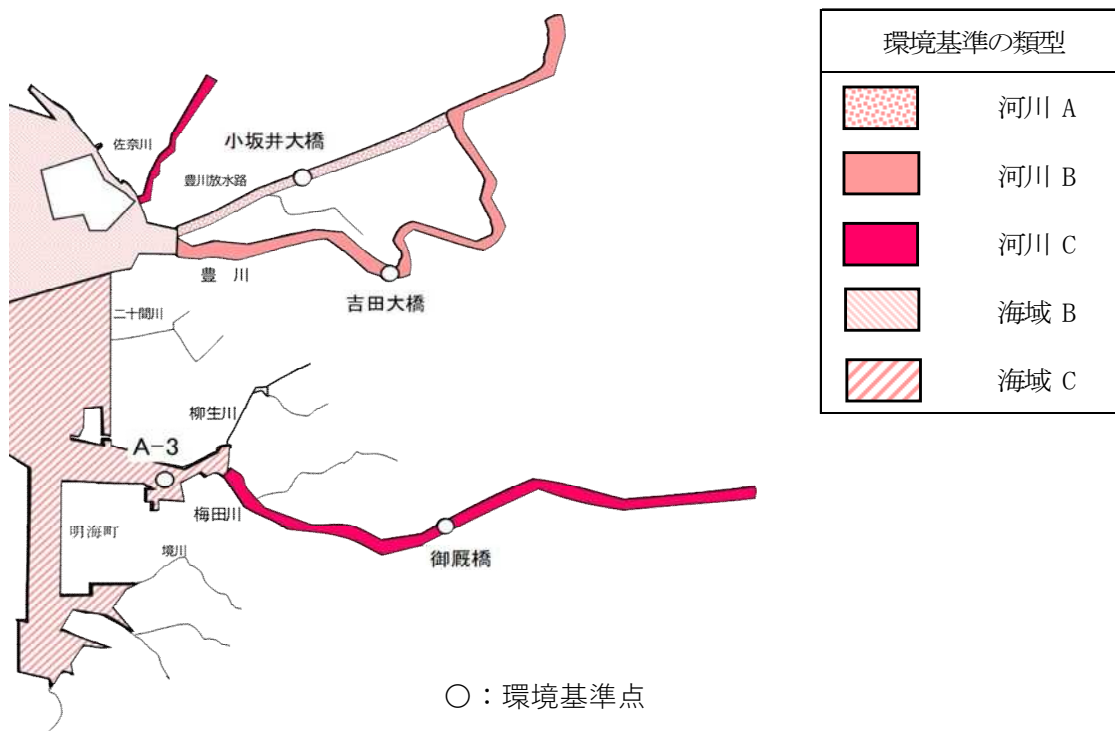 環境基準の類型
河川 A
河川 B
河川 C
海域 B
海域 C
佐奈川
小坂井大橋
豊川放水路
豊 川
吉田大橋
二十間川
柳生川
A-3
梅田川
明海町
境川
御厩橋
○:環境基準点